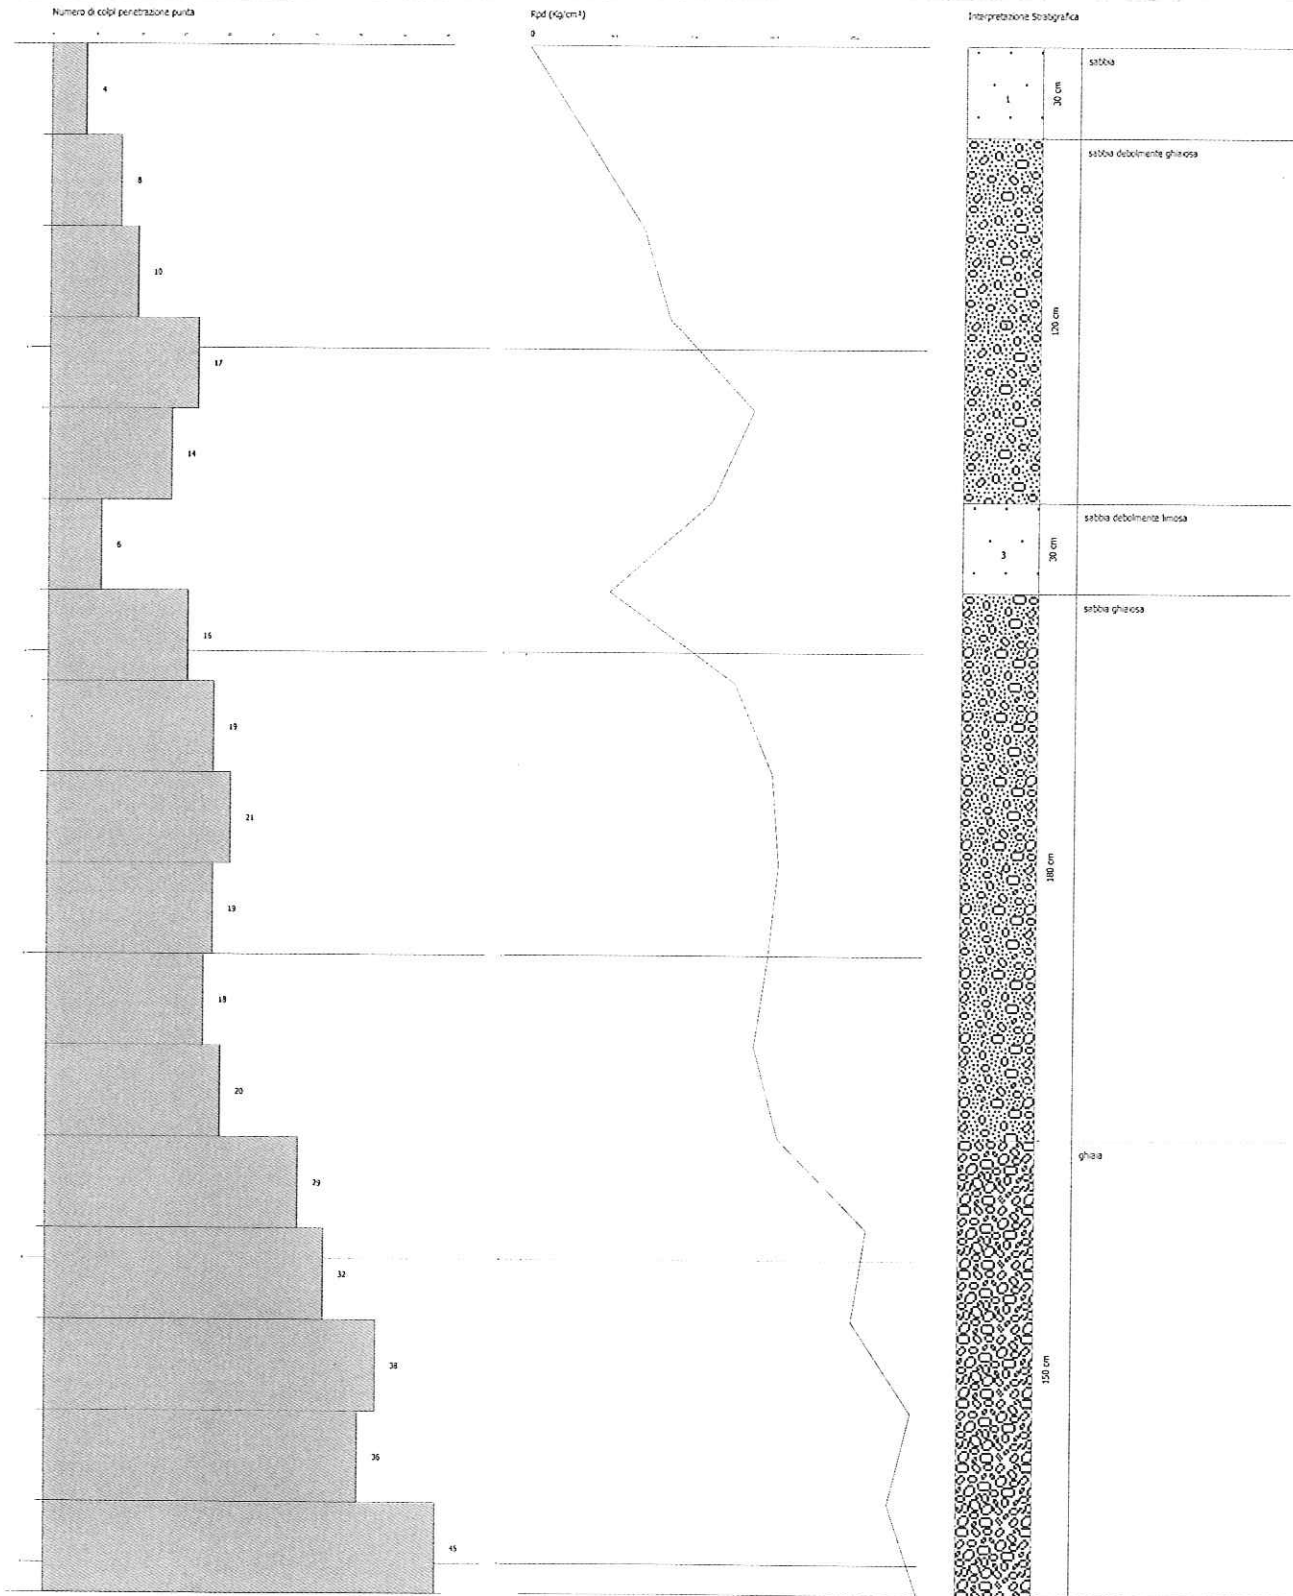 Numero di colpi penetrazione punta
Rpd (Kg/cm²)
Interpretazione Stratigrafica
0
4
8
10
17
14
6
16
19
21
19
18
20
29
32
38
36
45
1
30 cm
sabbia
120 cm
sabbia debolmente ghiaiosa
3
30 cm
sabbia debolmente limosa
180 cm
sabbia ghiaiosa
150 cm
ghiaia